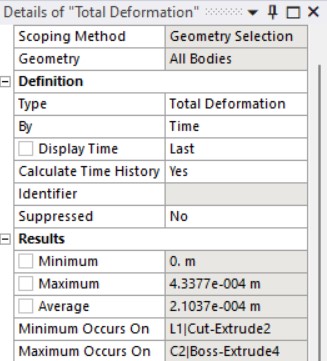 Details of "Total Deformation"
Scoping Method Geometry Selection
Geometry All Bodies
Definition
Type Total Deformation
By Time
Display Time Last
Calculate Time History Yes
Identifier
Suppressed No
Results
Minimum 0. m
Maximum 4.3377e-004 m
Average 2.1037e-004 m
Minimum Occurs On L1|Cut-Extrude2
Maximum Occurs On C2|Boss-Extrude4